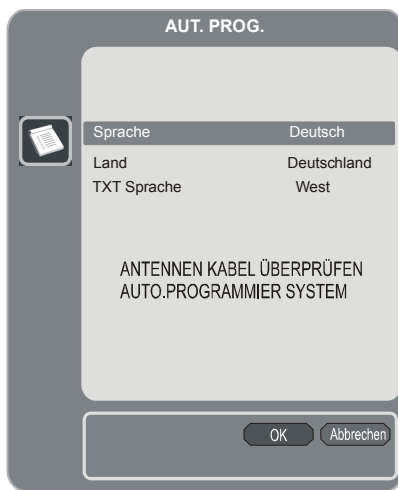 AUT. PROG.
Sprache Deutsch
Land Deutschland
TXT Sprache West
ANTENNEN KABEL ÜBERPRÜFEN
AUTO.PROGRAMMIER SYSTEM
OK Abbrechen